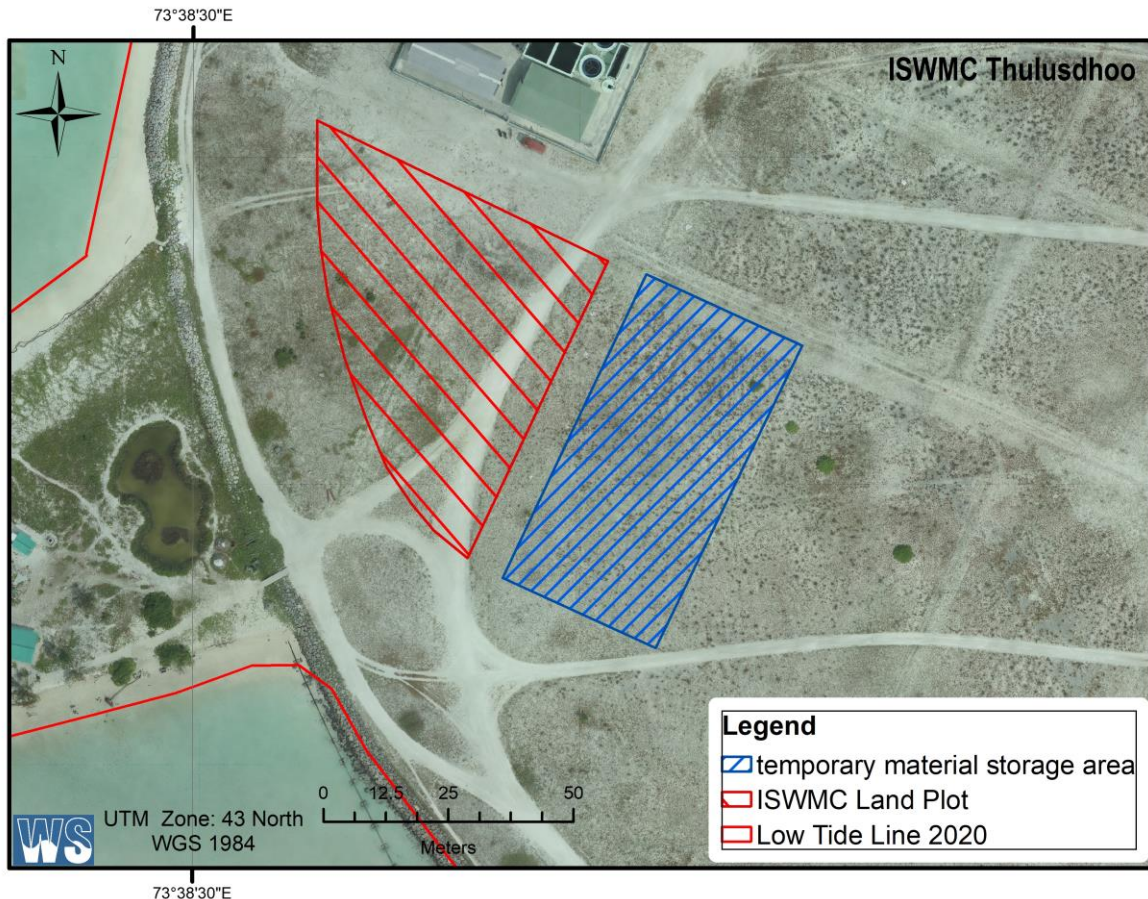 73°38'30"E
N
ISWMC Thulusdhoo
0 12.5 25 50
Meters
UTM Zone: 43 North
WGS 1984
WS
Legend
temporary material storage area
ISWMC Land Plot
Low Tide Line 2020
73°38'30"E